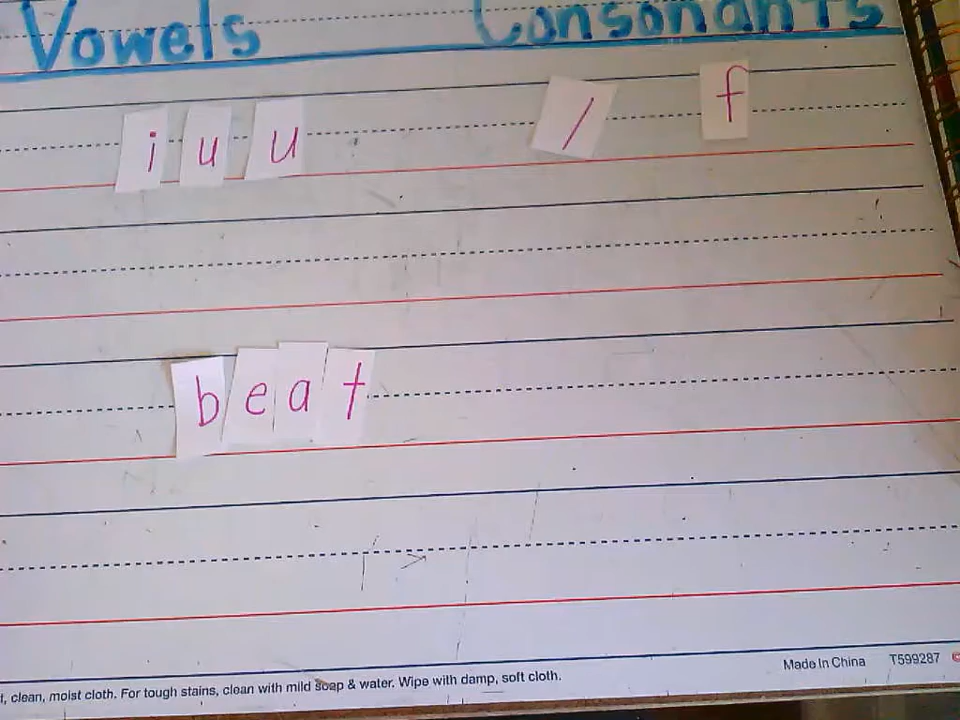 Vowels Consonants
i u u l f
beat
t, clean, moist cloth. For tough stains, clean with mild soap & water. Wipe with damp, soft cloth.
Made In China T599287 ©